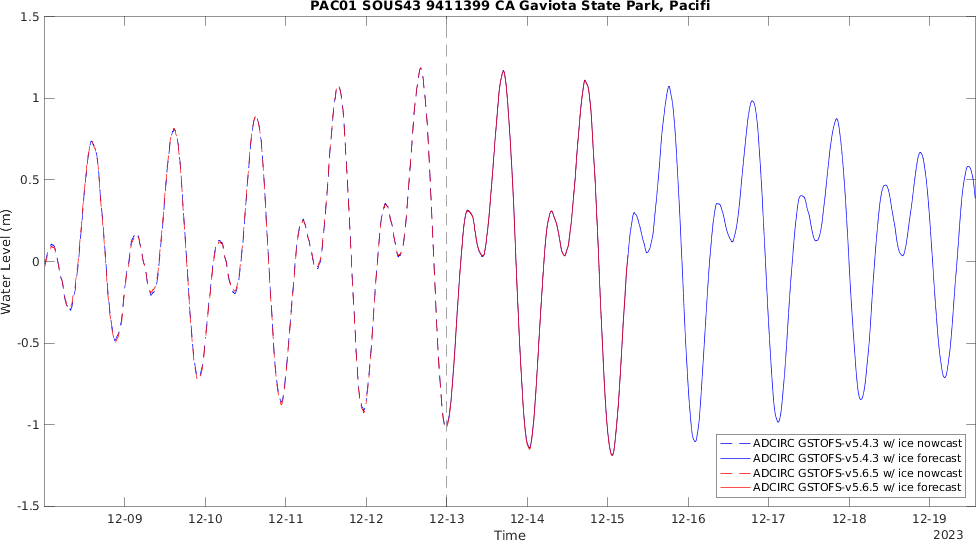 PAC01 SOUS43 9411399 CA Gaviota State Park, Pacifi
1.5
1
0.5
0
-0.5
-1
-1.5
Water Level (m)
12-09
12-10
12-11
12-12
12-13
12-14
12-15
12-16
12-17
12-18
12-19
2023
Time
ADCIRC GSTOFS-v5.4.3 w/ ice nowcast
ADCIRC GSTOFS-v5.4.3 w/ ice forecast
ADCIRC GSTOFS-v5.6.5 w/ ice nowcast
ADCIRC GSTOFS-v5.6.5 w/ ice forecast